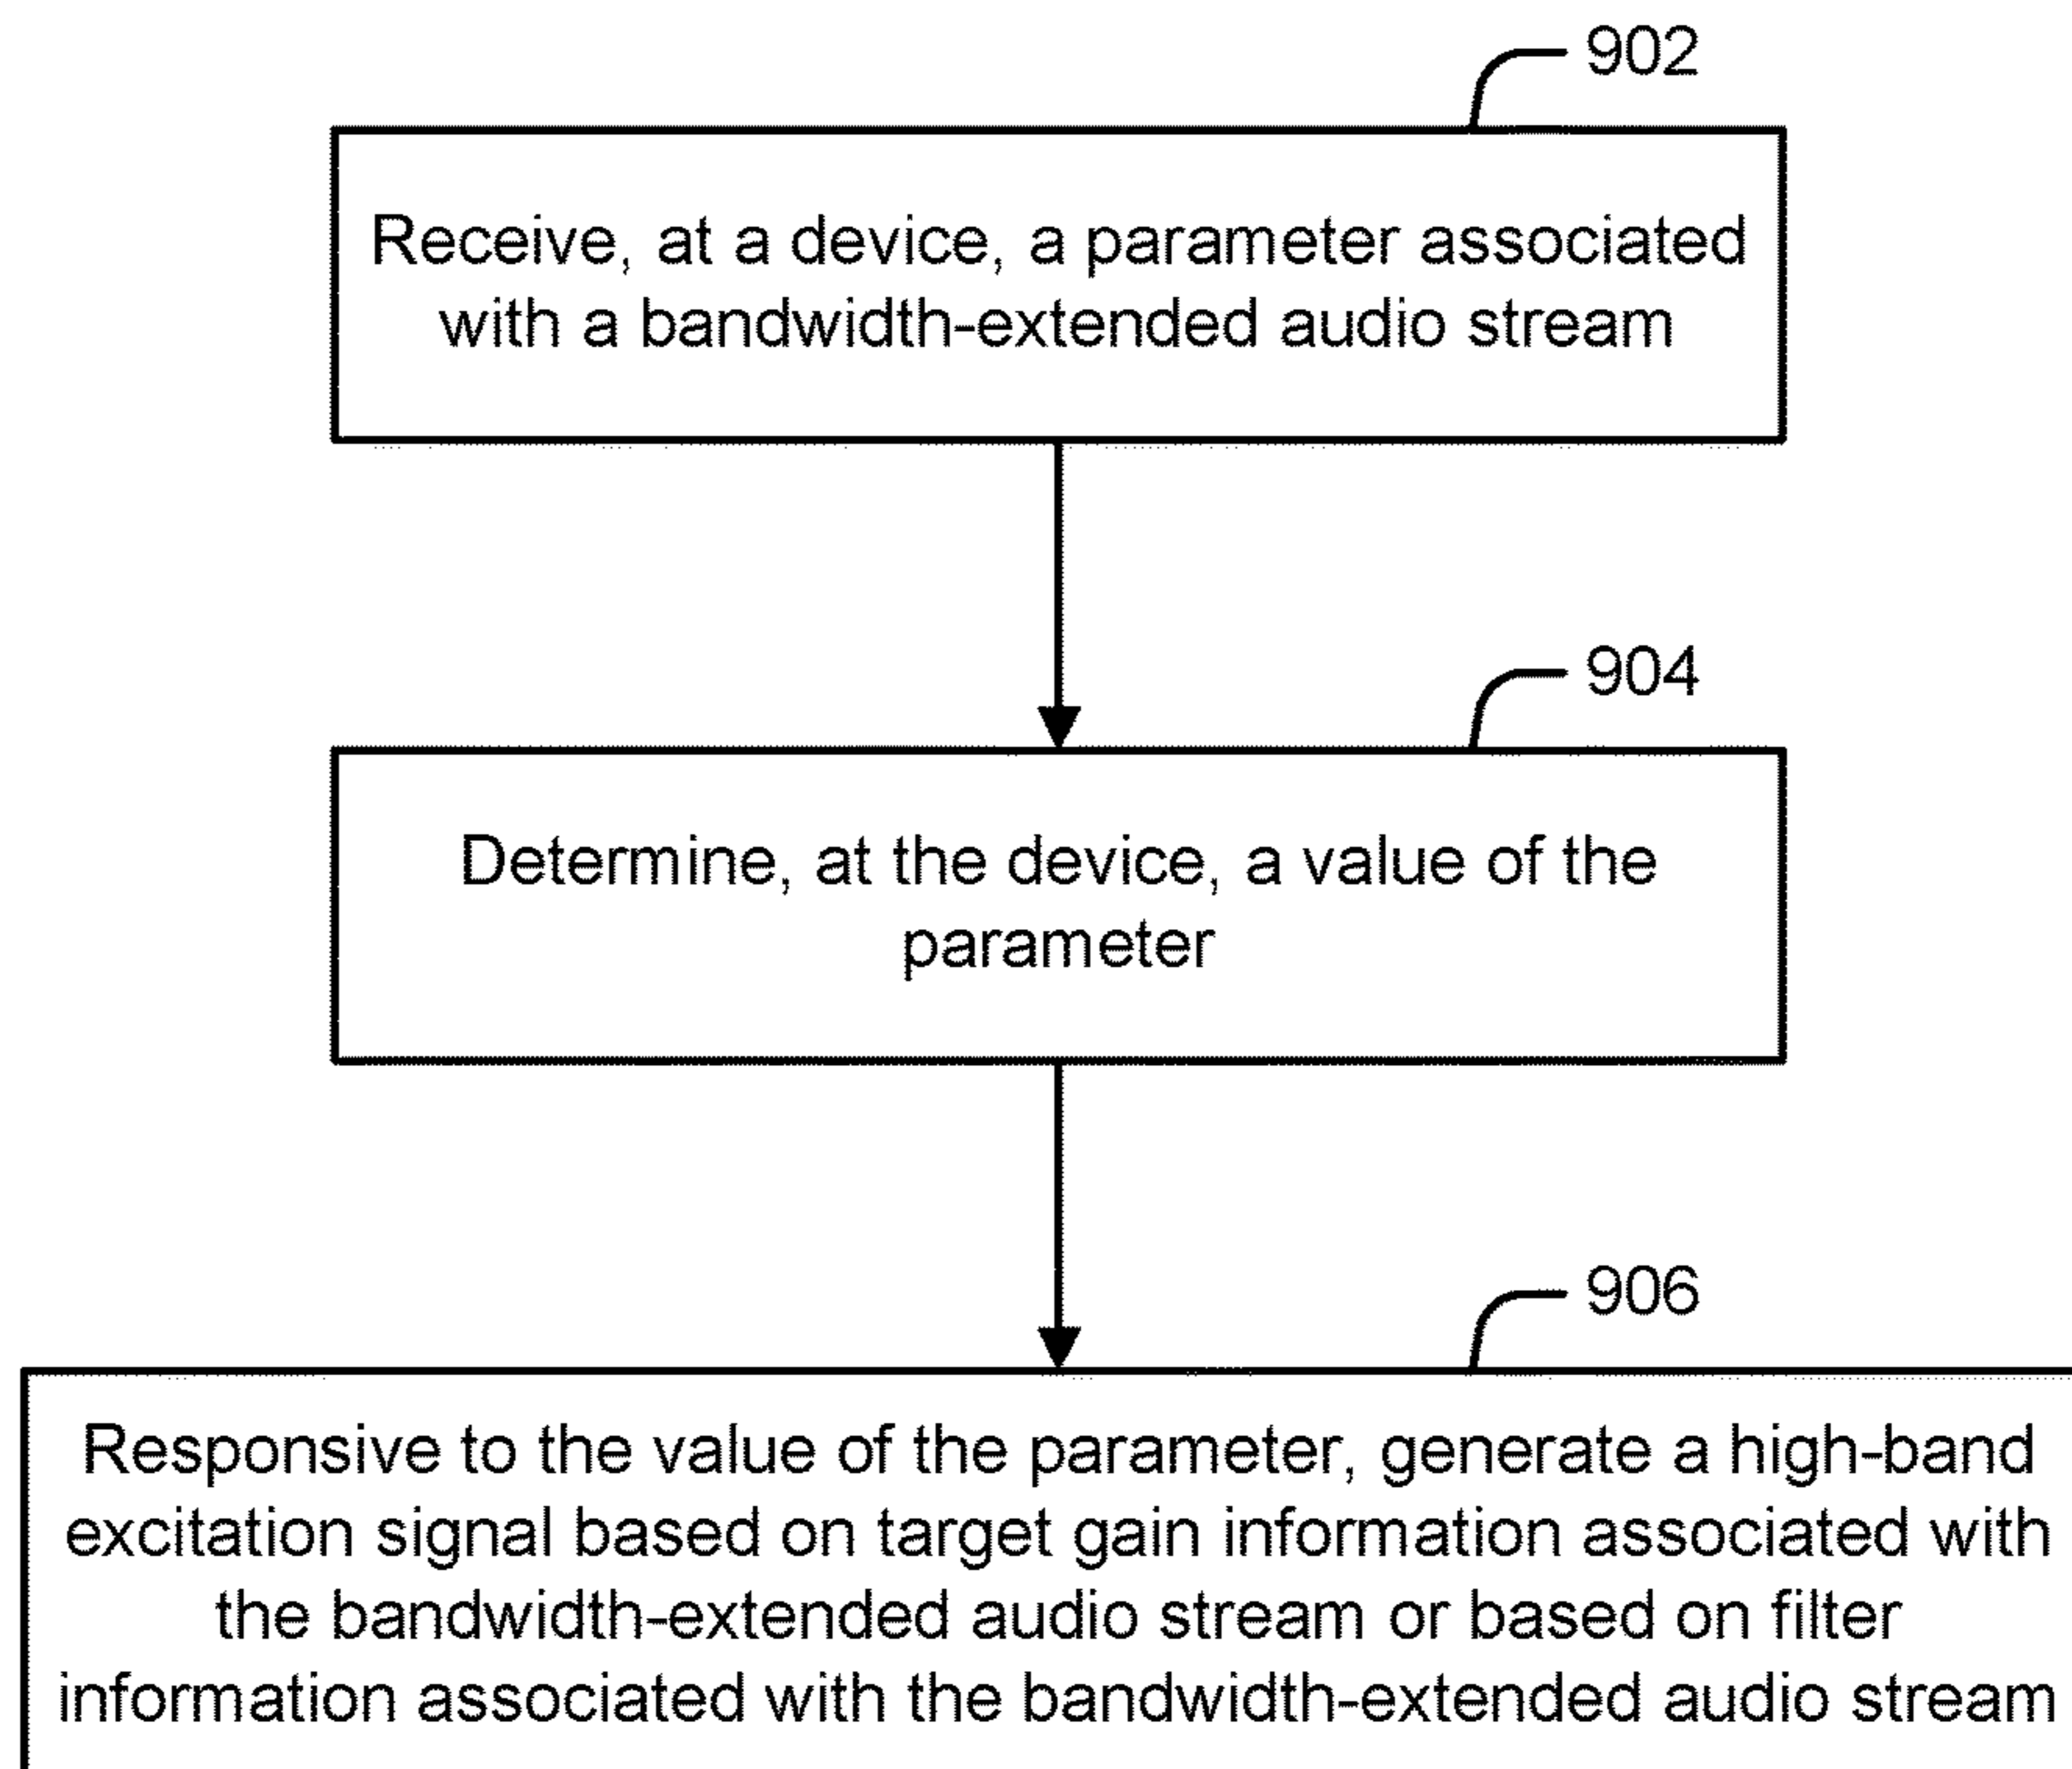 902
Receive, at a device, a parameter associated
with a bandwidth-extended audio stream
904
Determine, at the device, a value of the
parameter
906
Responsive to the value of the parameter, generate a high-band
excitation signal based on target gain information associated with
the bandwidth-extended audio stream or based on filter
information associated with the bandwidth-extended audio stream